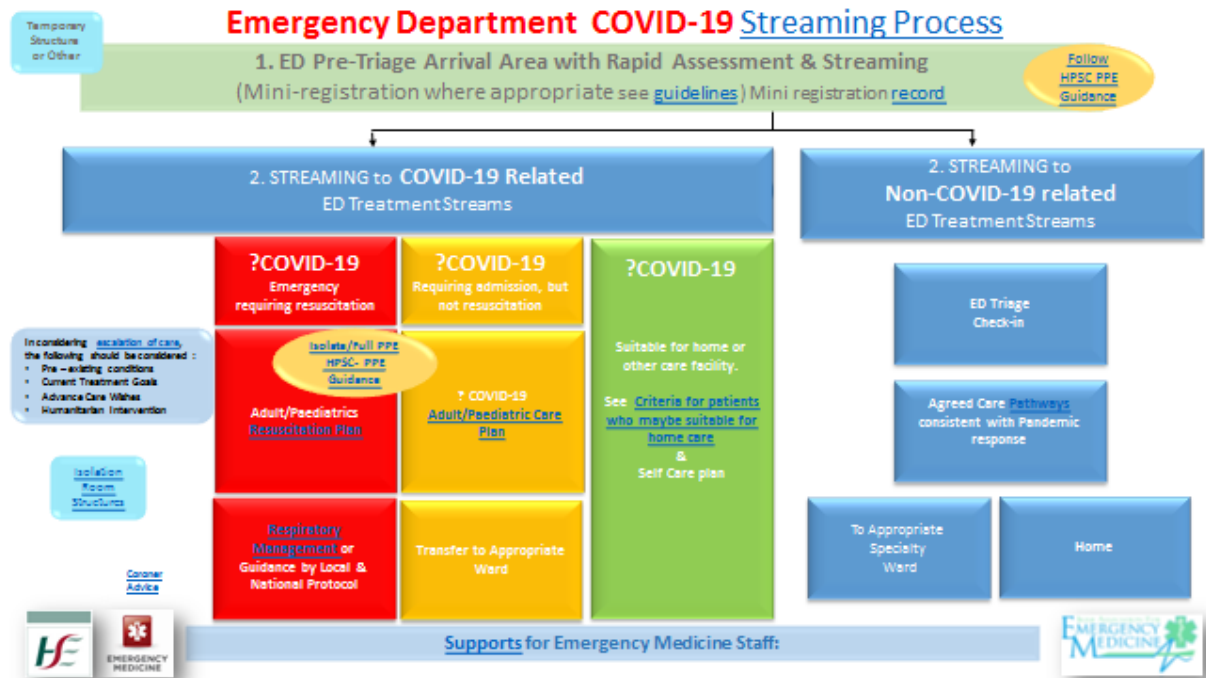 Temporary
Structure
or Other
Emergency Department COVID-19 Streaming Process
1. ED Pre-Triage Arrival Area with Rapid Assessment & Streaming
(Mini-registration where appropriate see guidelines) Mini registration record
Follow
HPSC PPE
Guidance
2. STREAMING to COVID-19 Related
ED Treatment Streams
2. STREAMING to
Non-COVID-19 related
ED Treatment Streams
?COVID-19
Emergency
requiring resuscitation
?COVID-19
Requiring admission, but
not resuscitation
?COVID-19
Suitable for home or
other care facility.
See Criteria for patients
who maybe suitable for
home care
&
Self Care plan
In considering escalation of care,
the following should be considered :
• Pre – existing conditions
• Current Treatment Goals
• Advance Care Wishes
• Humanitarian Intervention
Isolate/Full PPE
HPSC- PPE
Guidance
Adult/Paediatrics
Resuscitation Plan
? COVID-19
Adult/Paediatric Care
Plan
Isolation
Room
Structures
Respiratory
Management or
Guidance by Local &
National Protocol
Transfer to Appropriate
Ward
ED Triage
Check-in
Agreed Care Pathways
consistent with Pandemic
response
To Appropriate
Specialty
Ward
Home
Coroner
Advice
EMERGENCY
MEDICINE
Supports for Emergency Medicine Staff:
EMERGENCY
MEDICINE